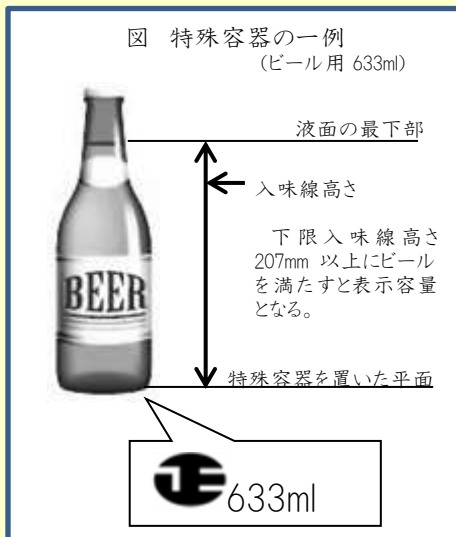 図 特殊容器の一例
(ビール用 633ml)
液面の最下部
入味線高さ
下限入味線高さ
207mm 以上にビール
を満たすと表示容量
となる。
BEER
特殊容器を置いた平面
633ml